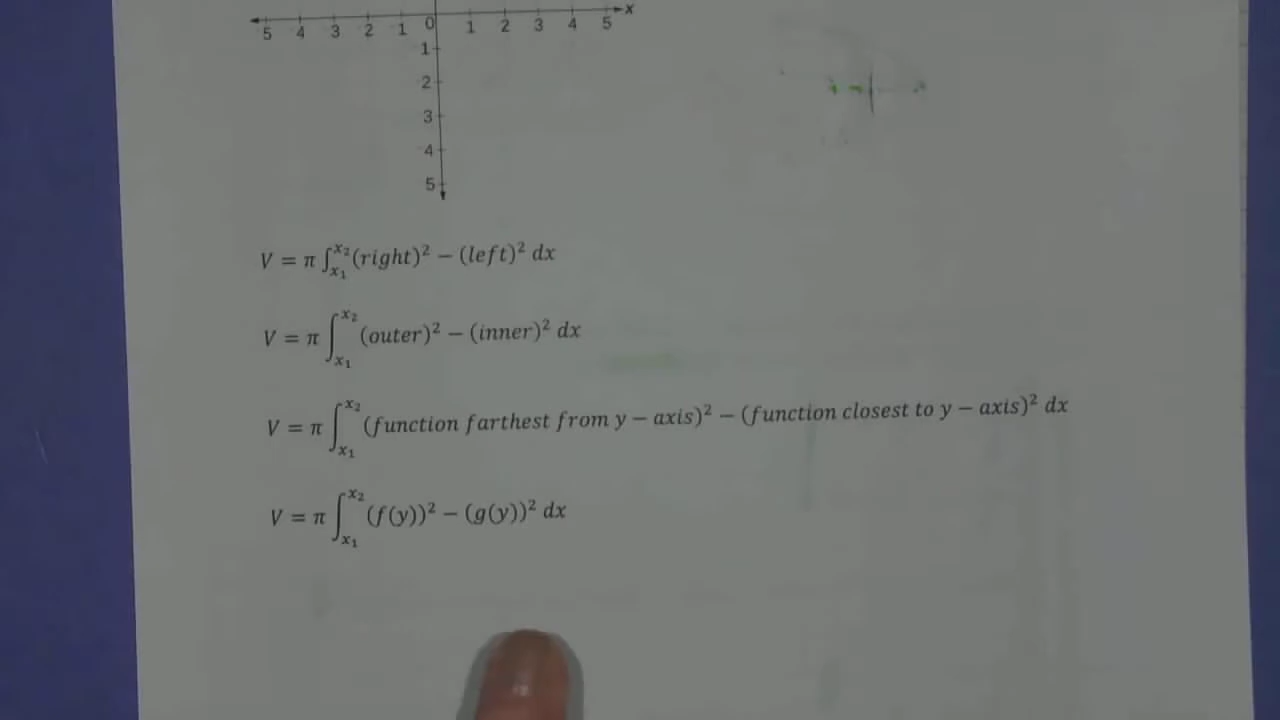 5 4 3 2 1 0 1 2 3 4 5 x
1
2
3
4
5
V = π ∫_{x₁}^{x₂} (right)² − (left)² dx
V = π ∫_{x₁}^{x₂} (outer)² − (inner)² dx
V = π ∫_{x₁}^{x₂} (function farthest from y − axis)² − (function closest to y − axis)² dx
V = π ∫_{x₁}^{x₂} (f(y))² − (g(y))² dx